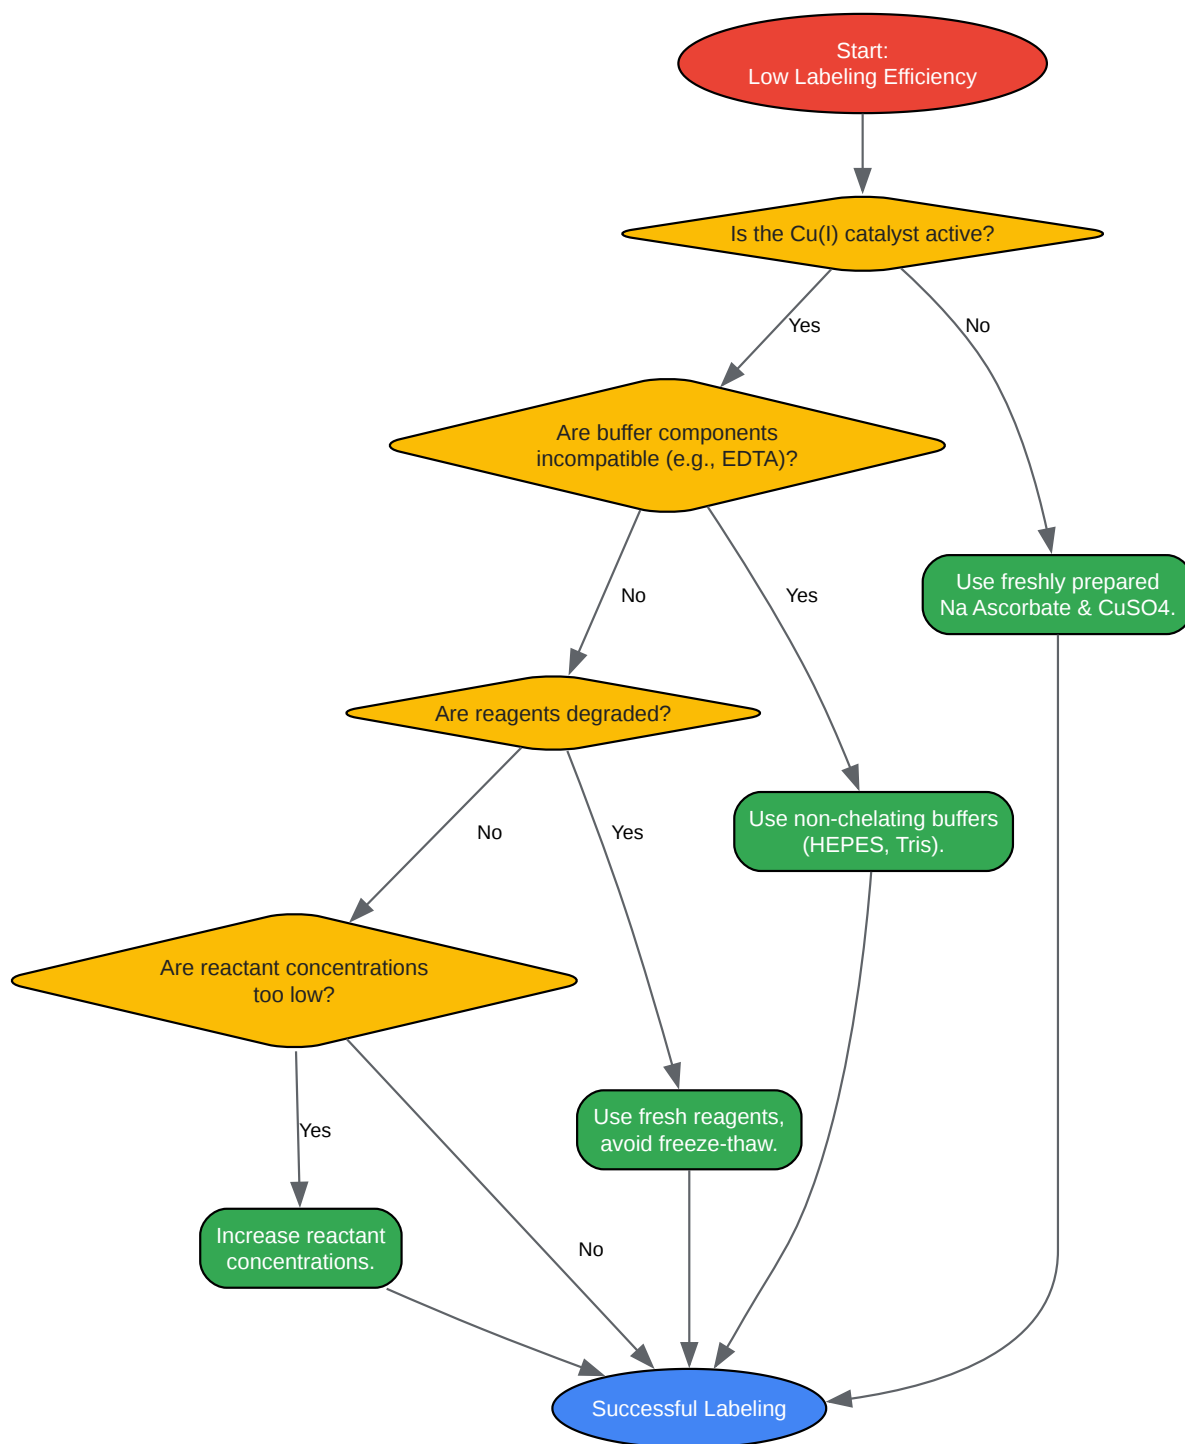 Start:
Low Labeling Efficiency
Is the Cu(I) catalyst active?
Yes
No
Are buffer components
incompatible (e.g., EDTA)?
Use freshly prepared
Na Ascorbate & CuSO4.
No
Yes
Are reagents degraded?
Use non-chelating buffers
(HEPES, Tris).
No
Yes
Are reactant concentrations
too low?
Use fresh reagents,
avoid freeze-thaw.
Yes
Increase reactant
concentrations.
No
Successful Labeling